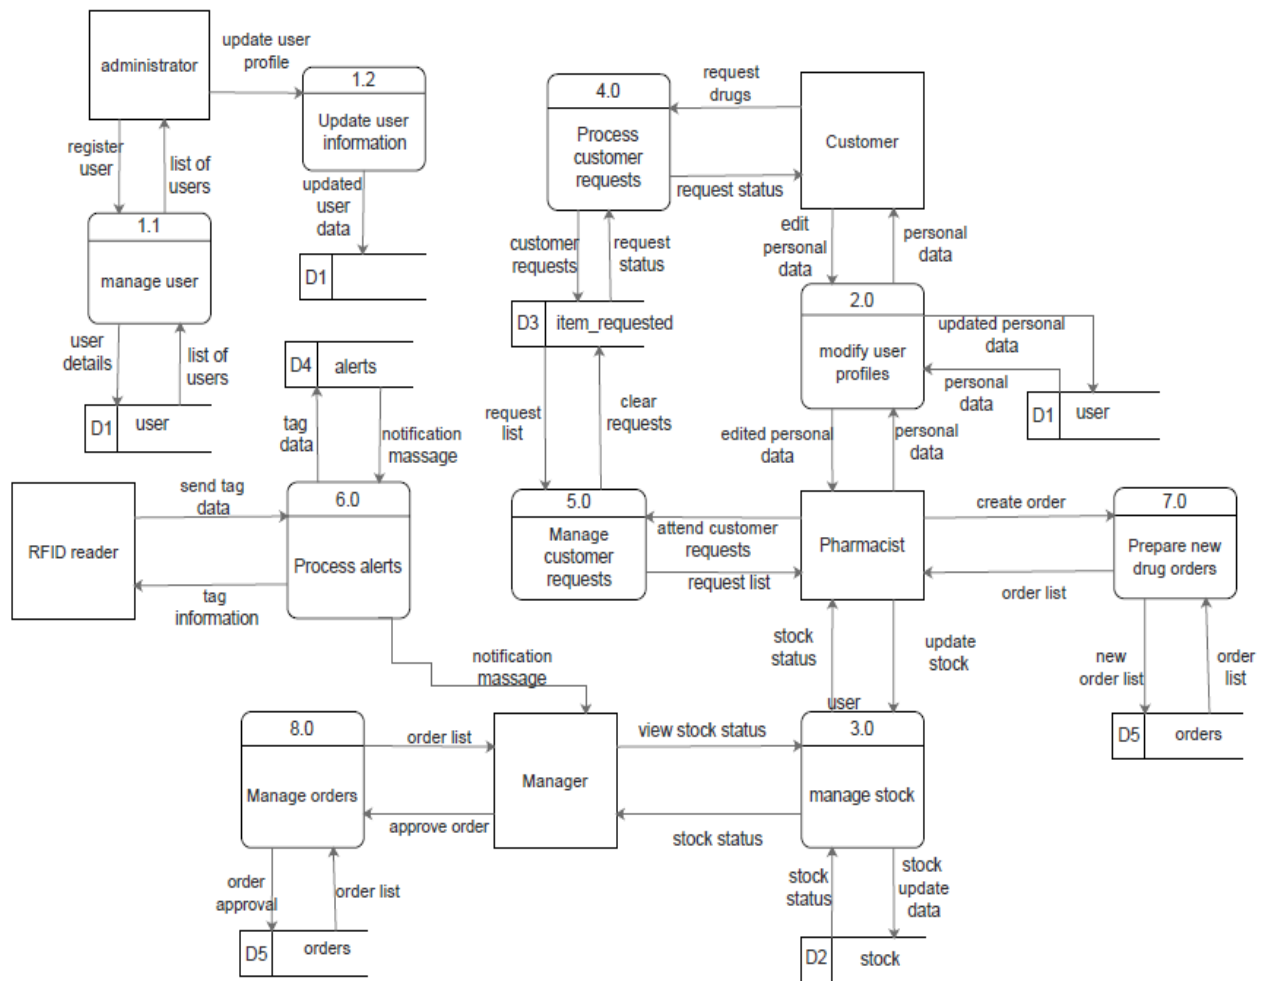 administrator
update user
profile
1.2
Update user
information
register
user
list of
users
updated
user
data
D1
1.1
manage user
user
details
list of
users
D1
user
4.0
Process
customer
requests
request
drugs
request status
Customer
customer
requests
request
status
edit
personal
data
personal
data
D3
item_requested
2.0
modify user
profiles
updated personal
data
personal
data
D1
user
D4
alerts
tag
data
notification
massage
request
list
clear
requests
edited personal
data
personal
data
RFID reader
send tag
data
tag
information
6.0
Process alerts
5.0
Manage
customer
requests
attend customer
requests
request list
Pharmacist
create order
order list
7.0
Prepare new
drug orders
notification
massage
stock
status
update
stock
new
order list
order
list
D5
orders
8.0
Manage orders
order list
approve order
Manager
view stock status
stock status
user
3.0
manage stock
order
approval
order list
D5
orders
stock
status
stock
update
data
D2
stock